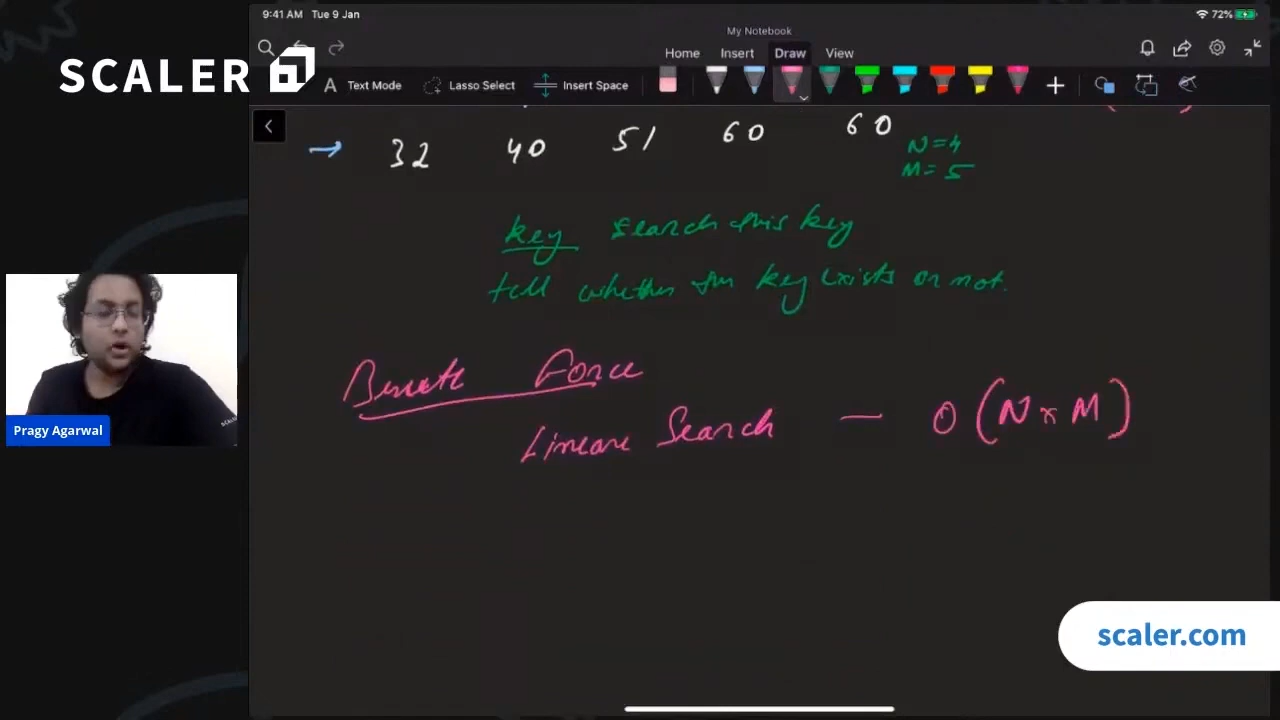 9:41 AM Tue 9 Jan
72%
My Notebook
Home Insert Draw View
SCALER
Text Mode Lasso Select Insert Space
32 40 51 60 60
N=4
M=5
key search this key
tell whether the key exists or not.
Brute Force
Linear Search — O(N×M)
Pragy Agarwal
scaler.com